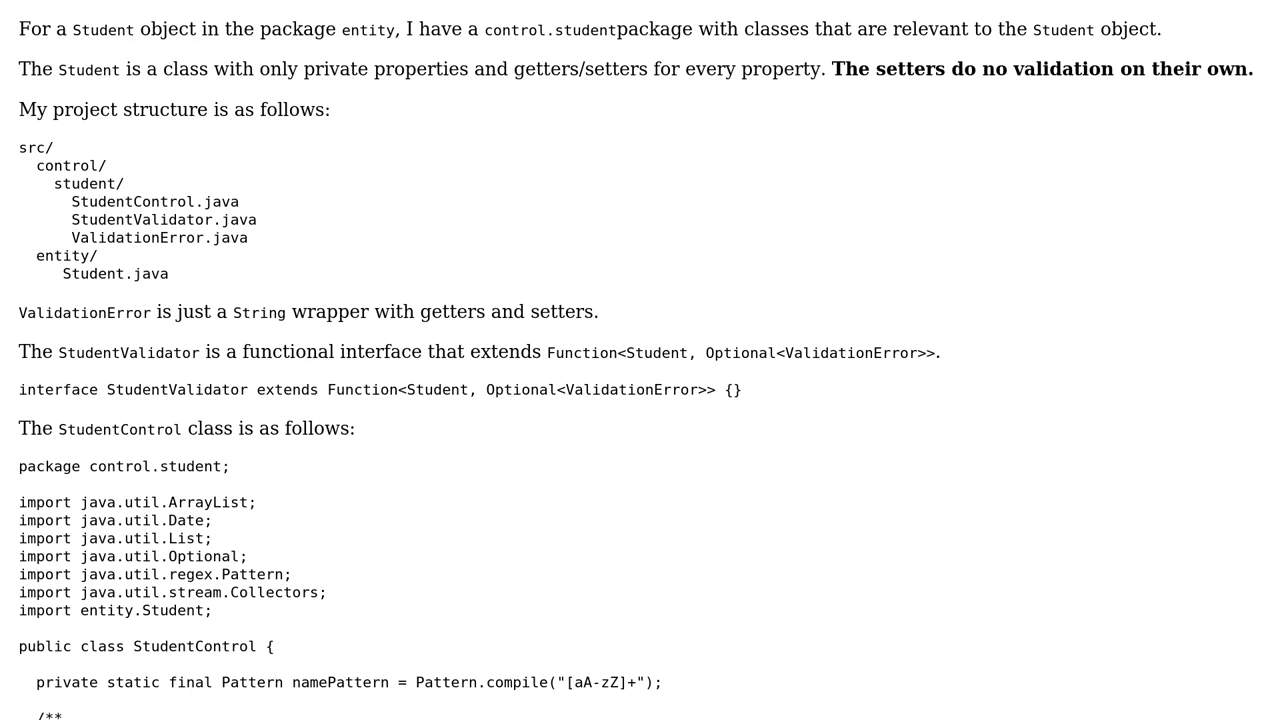 For a Student object in the package entity, I have a control.studentpackage with classes that are relevant to the Student object.
The Student is a class with only private properties and getters/setters for every property. The setters do no validation on their own.
My project structure is as follows:
src/
  control/
    student/
      StudentControl.java
      StudentValidator.java
      ValidationError.java
  entity/
     Student.java
ValidationError is just a String wrapper with getters and setters.
The StudentValidator is a functional interface that extends Function<Student, Optional<ValidationError>>.
interface StudentValidator extends Function<Student, Optional<ValidationError>> {}
The StudentControl class is as follows:
package control.student;
import java.util.ArrayList;
import java.util.Date;
import java.util.List;
import java.util.Optional;
import java.util.regex.Pattern;
import java.util.stream.Collectors;
import entity.Student;
public class StudentControl {
  private static final Pattern namePattern = Pattern.compile("[aA-zZ]+");
  /**